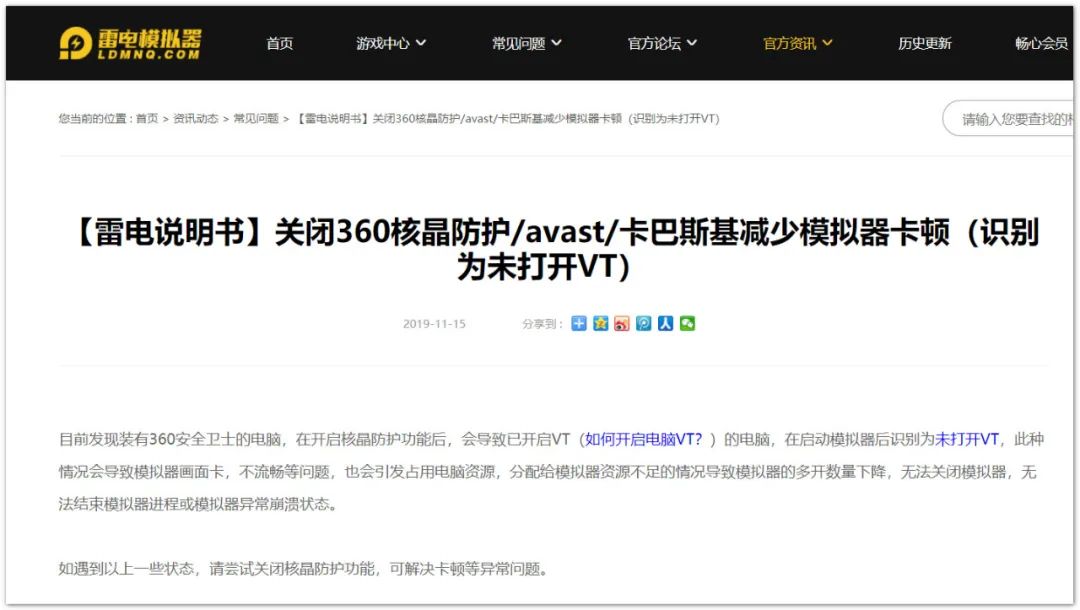 雷电模拟器
LDMNQ.COM
首页 游戏中心 常见问题 官方论坛 官方资讯 历史更新 畅心会员
您当前的位置 : 首页 > 资讯动态 > 常见问题 > 【雷电说明书】关闭360核晶防护/avast/卡巴斯基减少模拟器卡顿（识别为未打开VT）
请输入您要查找的
【雷电说明书】关闭360核晶防护/avast/卡巴斯基减少模拟器卡顿（识别
为未打开VT）
2019-11-15 分享到：
目前发现装有360安全卫士的电脑，在开启核晶防护功能后，会导致已开启VT（如何开启电脑VT？）的电脑，在启动模拟器后识别为未打开VT，此种
情况会导致模拟器画面卡，不流畅等问题，也会引发占用电脑资源，分配给模拟器资源不足的情况导致模拟器的多开数量下降，无法关闭模拟器，无
法结束模拟器进程或模拟器异常崩溃状态。
如遇到以上一些状态，请尝试关闭核晶防护功能，可解决卡顿等异常问题。